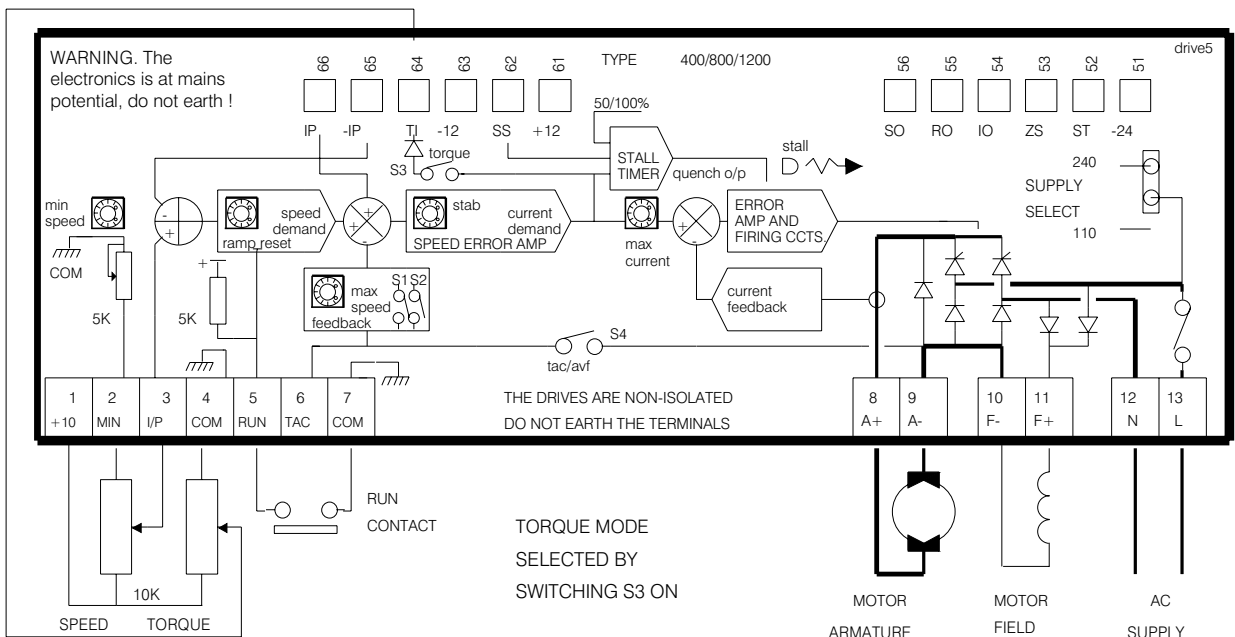 WARNING. The
electronics is at mains
potential, do not earth !
66 65 64 63 62 61
TYPE 400/800/1200
56 55 54 53 52 51
drive5
IP -IP TI -12 SS +12
50/100%
SO RO IO ZS ST -24
S3 torque
STALL
TIMER
stall
quench o/p
240
SUPPLY
SELECT
110
min
speed
COM
5K
- +
speed
demand
ramp reset
+ + -
stab
current
demand
SPEED ERROR AMP
max
current
+ -
ERROR
AMP AND
FIRING CCTS.
+
5K
max
speed
feedback
S1 S2
current
feedback
S4
tac/avf
1 2 3 4 5 6 7
+10 MIN I/P COM RUN TAC COM
THE DRIVES ARE NON-ISOLATED
DO NOT EARTH THE TERMINALS
8 9 10 11 12 13
A+ A- F- F+ N L
RUN
CONTACT
TORQUE MODE
SELECTED BY
SWITCHING S3 ON
10K
SPEED TORQUE
MOTOR
ARMATURE
MOTOR
FIELD
AC
SUPPLY